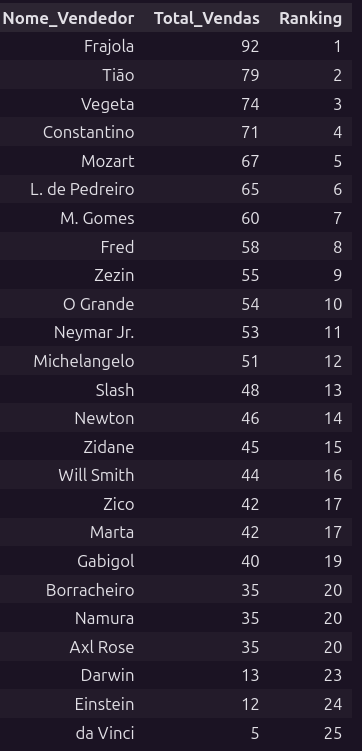 Nome_Vendedor Total_Vendas Ranking
Frajola 92 1
Tião 79 2
Vegeta 74 3
Constantino 71 4
Mozart 67 5
L. de Pedreiro 65 6
M. Gomes 60 7
Fred 58 8
Zezin 55 9
O Grande 54 10
Neymar Jr. 53 11
Michelangelo 51 12
Slash 48 13
Newton 46 14
Zidane 45 15
Will Smith 44 16
Zico 42 17
Marta 42 17
Gabigol 40 19
Borracheiro 35 20
Namura 35 20
Axl Rose 35 20
Darwin 13 23
Einstein 12 24
da Vinci 5 25